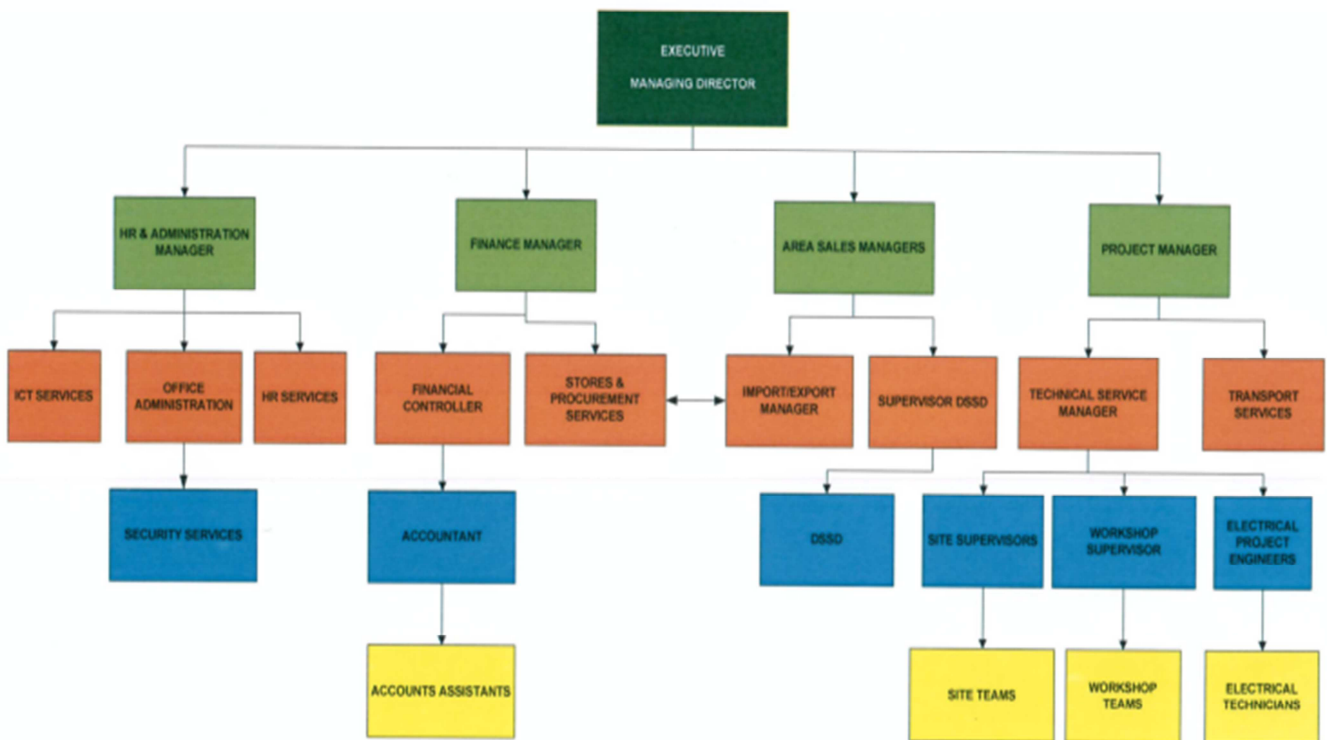 EXECUTIVE
MANAGING DIRECTOR
HR & ADMINISTRATION
MANAGER
FINANCE MANAGER
AREA SALES MANAGERS
PROJECT MANAGER
ICT SERVICES
OFFICE
ADMINISTRATION
HR SERVICES
FINANCIAL
CONTROLLER
STORES &
PROCUREMENT
SERVICES
IMPORT/EXPORT
MANAGER
SUPERVISOR DSSD
TECHNICAL SERVICE
MANAGER
TRANSPORT
SERVICES
SECURITY SERVICES
ACCOUNTANT
DSSD
SITE SUPERVISORS
WORKSHOP
SUPERVISOR
ELECTRICAL
PROJECT
ENGINEERS
ACCOUNTS ASSISTANTS
SITE TEAMS
WORKSHOP
TEAMS
ELECTRICAL
TECHNICIANS